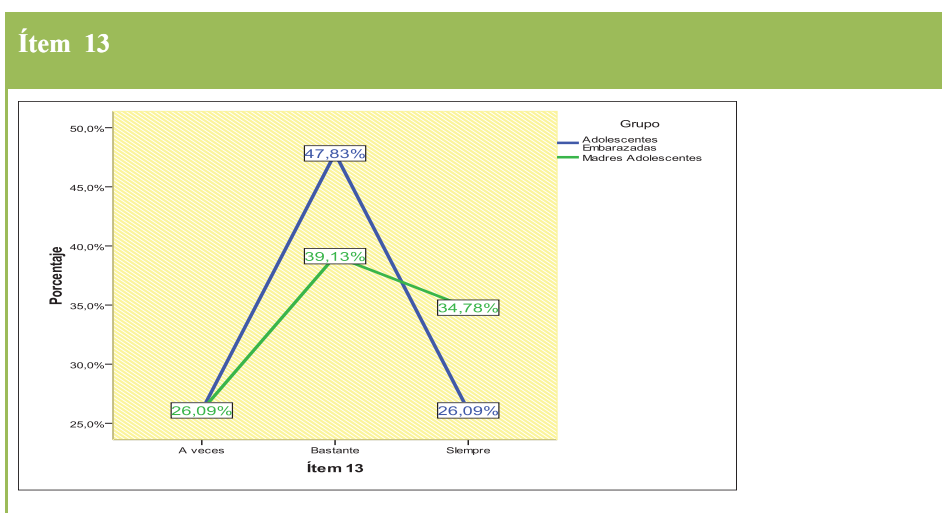 Ítem 13
Grupo
Adolescentes
Embarazadas
Madres Adolescentes
50,0%
45,0%
40,0%
35,0%
30,0%
25,0%
Porcentaje
47,83%
39,13%
34,78%
26,09%
26,09%
A veces
Bastante
SIempre
Ítem 13